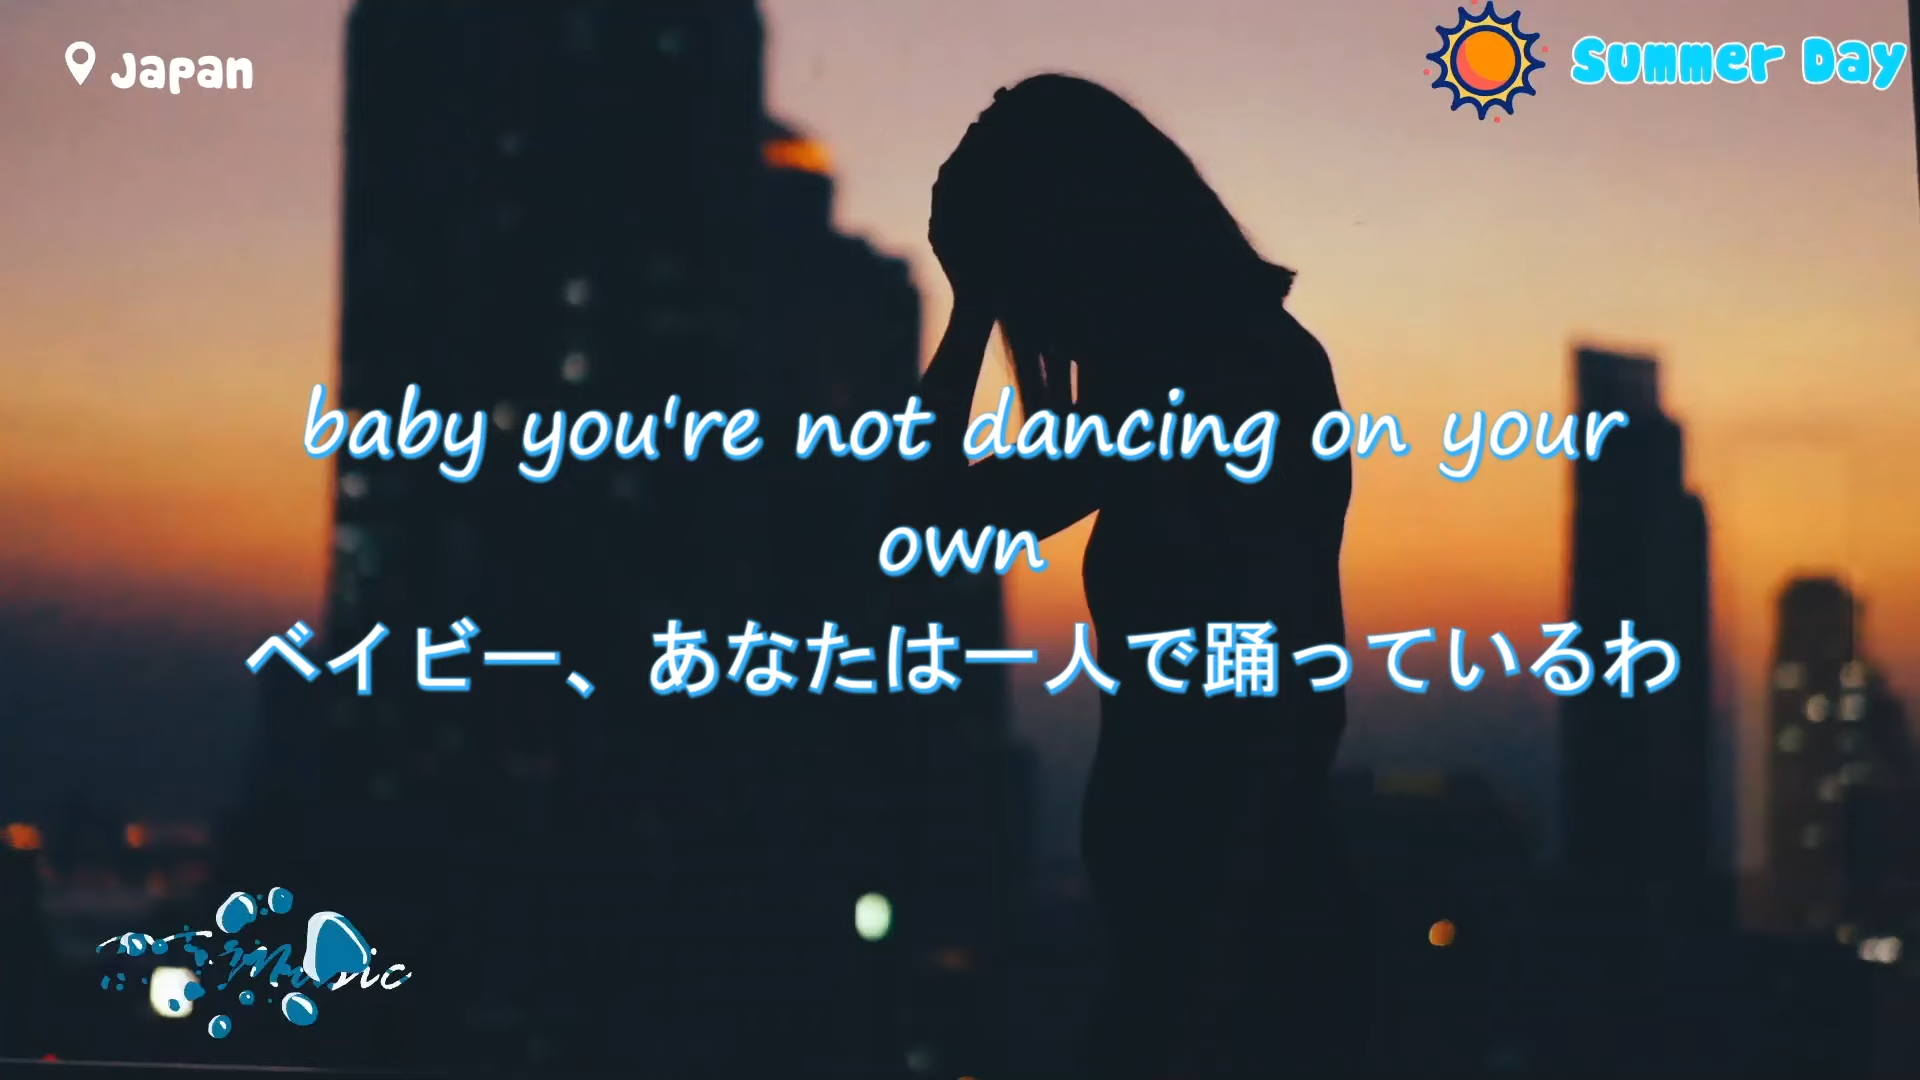 Japan
Summer Day
baby you're not dancing on your
own
ベイビー、あなたは一人で踊っているわ